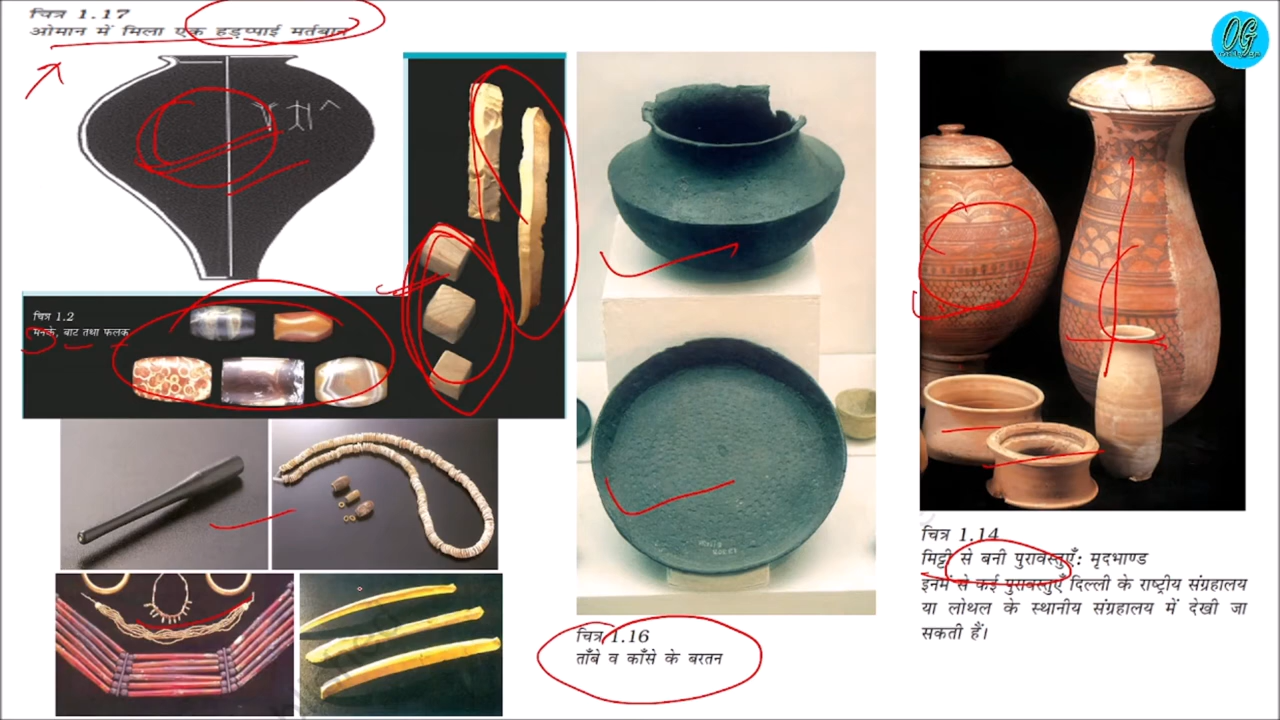 चित्र 1.17
ओमान में मिला एक हड़प्पाई मर्तबान
OG
चित्र 1.2
मनके, बाट तथा फलक
चित्र 1.16
ताँबे व काँसे के बरतन
चित्र 1.14
मिट्टी से बनी पुरावस्तुएँ: मृदभाण्ड
इनमें से कई पुरावस्तुएँ दिल्ली के राष्ट्रीय संग्रहालय
या लोथल के स्थानीय संग्रहालय में देखी जा
सकती हैं।